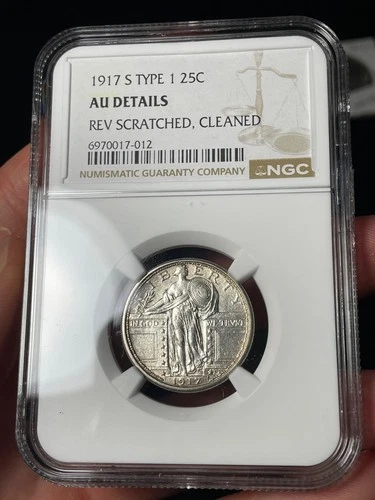 1917 S TYPE 1 25C
AU DETAILS
REV SCRATCHED, CLEANED
6970017-012
NUMISMATIC GUARANTY COMPANY
NGC
LIBERTY
IN GOD WE TRVST
1917